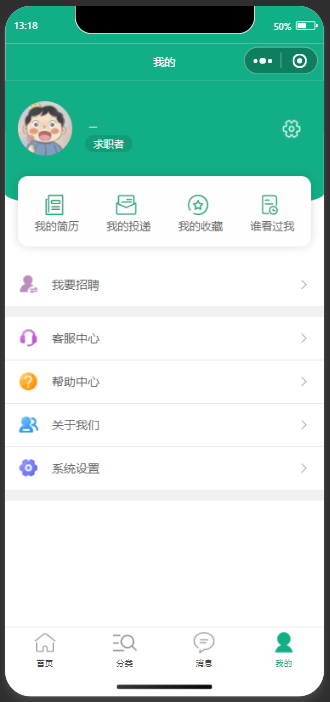 13:18
50%
我的
_
求职者
我的简历 我的投递 我的收藏 谁看过我
我要招聘
客服中心
帮助中心
关于我们
系统设置
首页 分类 消息 我的